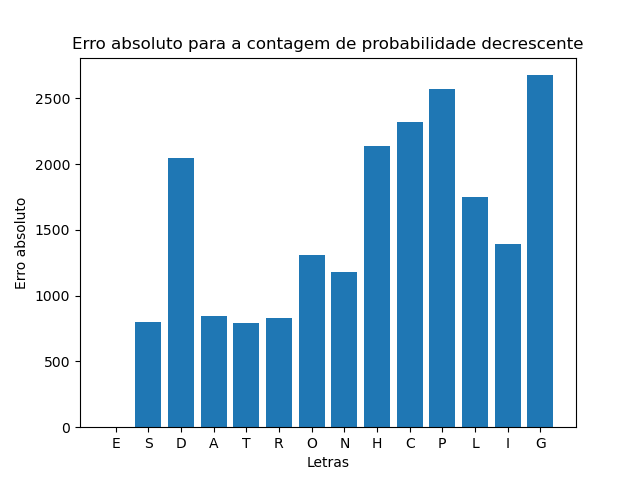 Erro absoluto para a contagem de probabilidade decrescente
2500
2000
1500
1000
500
0
Erro absoluto
E S D A T R O N H C P L I G
Letras